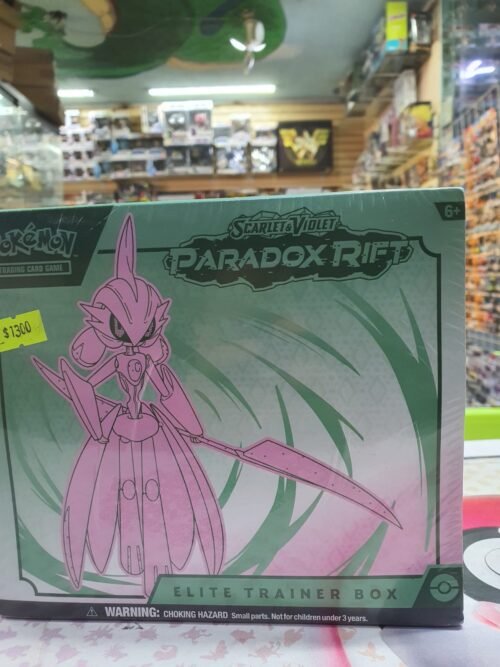 POKÉMON
TRADING CARD GAME
SCARLET & VIOLET
PARADOX RIFT
6+
$1300
ELITE TRAINER BOX
⚠ WARNING: CHOKING HAZARD Small parts. Not for children under 3 years.